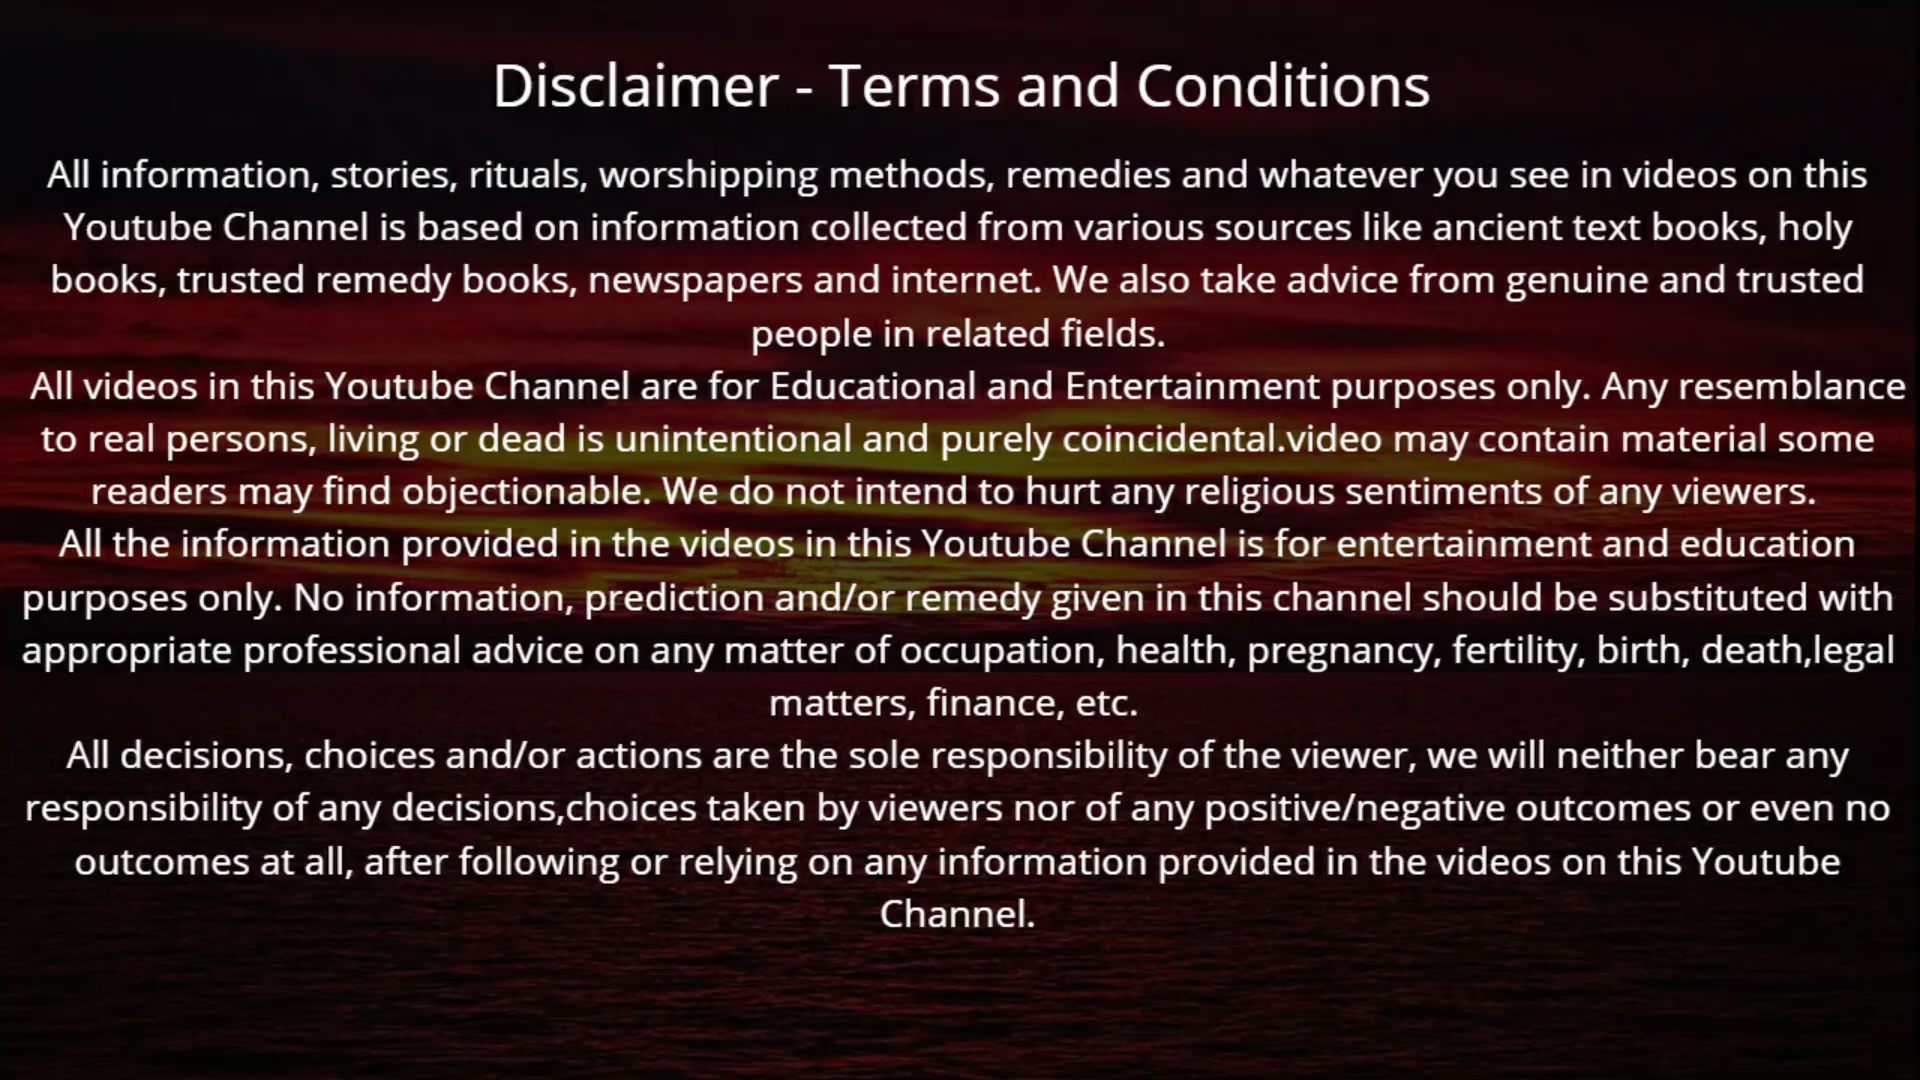 Disclaimer - Terms and Conditions
All information, stories, rituals, worshipping methods, remedies and whatever you see in videos on this
Youtube Channel is based on information collected from various sources like ancient text books, holy
books, trusted remedy books, newspapers and internet. We also take advice from genuine and trusted
people in related fields.
All videos in this Youtube Channel are for Educational and Entertainment purposes only. Any resemblance
to real persons, living or dead is unintentional and purely coincidental.video may contain material some
readers may find objectionable. We do not intend to hurt any religious sentiments of any viewers.
All the information provided in the videos in this Youtube Channel is for entertainment and education
purposes only. No information, prediction and/or remedy given in this channel should be substituted with
appropriate professional advice on any matter of occupation, health, pregnancy, fertility, birth, death,legal
matters, finance, etc.
All decisions, choices and/or actions are the sole responsibility of the viewer, we will neither bear any
responsibility of any decisions,choices taken by viewers nor of any positive/negative outcomes or even no
outcomes at all, after following or relying on any information provided in the videos on this Youtube
Channel.